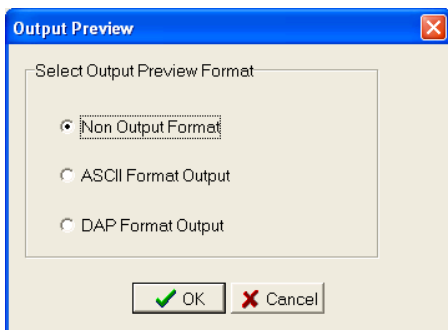 Output Preview
Select Output Preview Format
Non Output Format
ASCII Format Output
DAP Format Output
OK Cancel